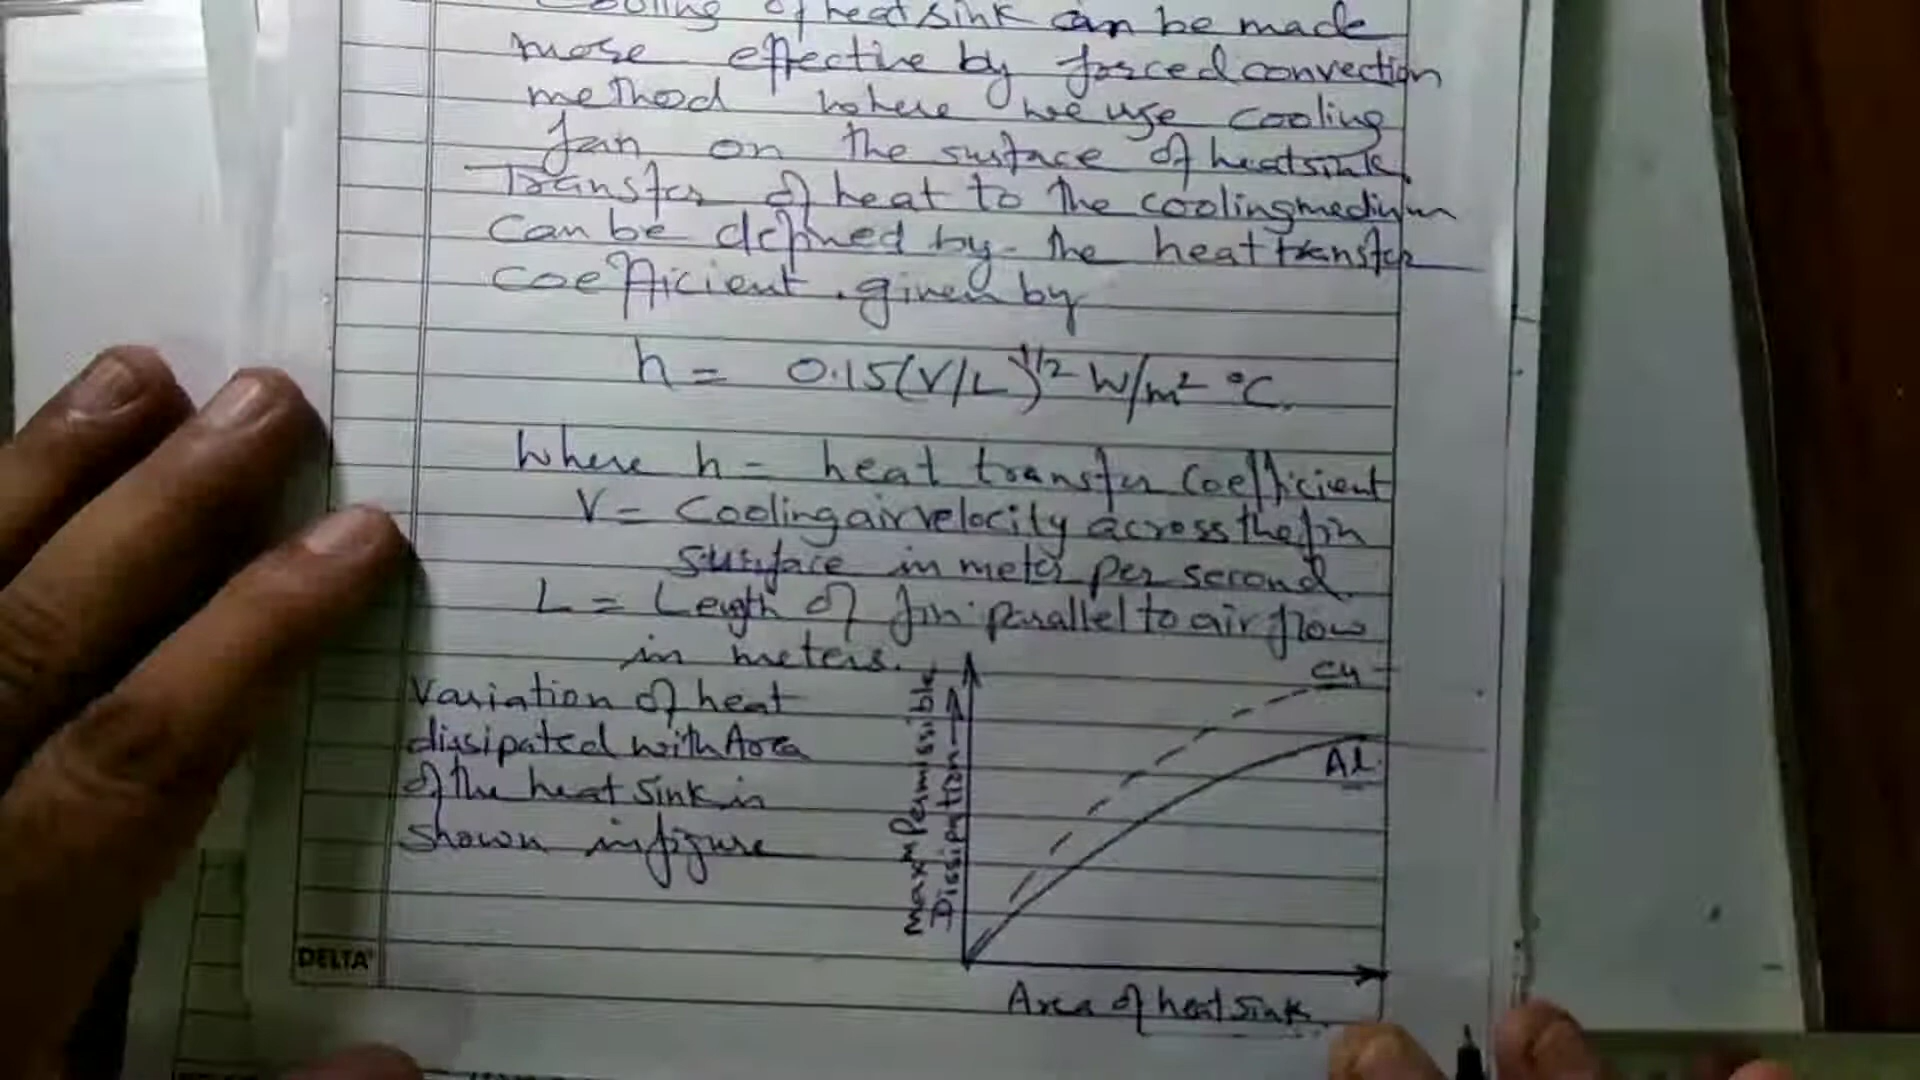 Cooling of heat sink can be made
more effective by forced convection
method where we use cooling
fan on the surface of heatsink.
Transfer of heat to the cooling medium
can be defined by the heat transfer
coefficient given by
h = 0.15(V/L)^1/2 W/m² °C.
Where h = heat transfer coefficient
V = Cooling air velocity across the fin
surface in meter per second.
L = Length of fin parallel to air flow
in meters.
Variation of heat
dissipated with Area
of the heat sink in
shown in figure
Max^m Permissible
Dissipation →
Cu
Al.
Area of heat sink
DELTA